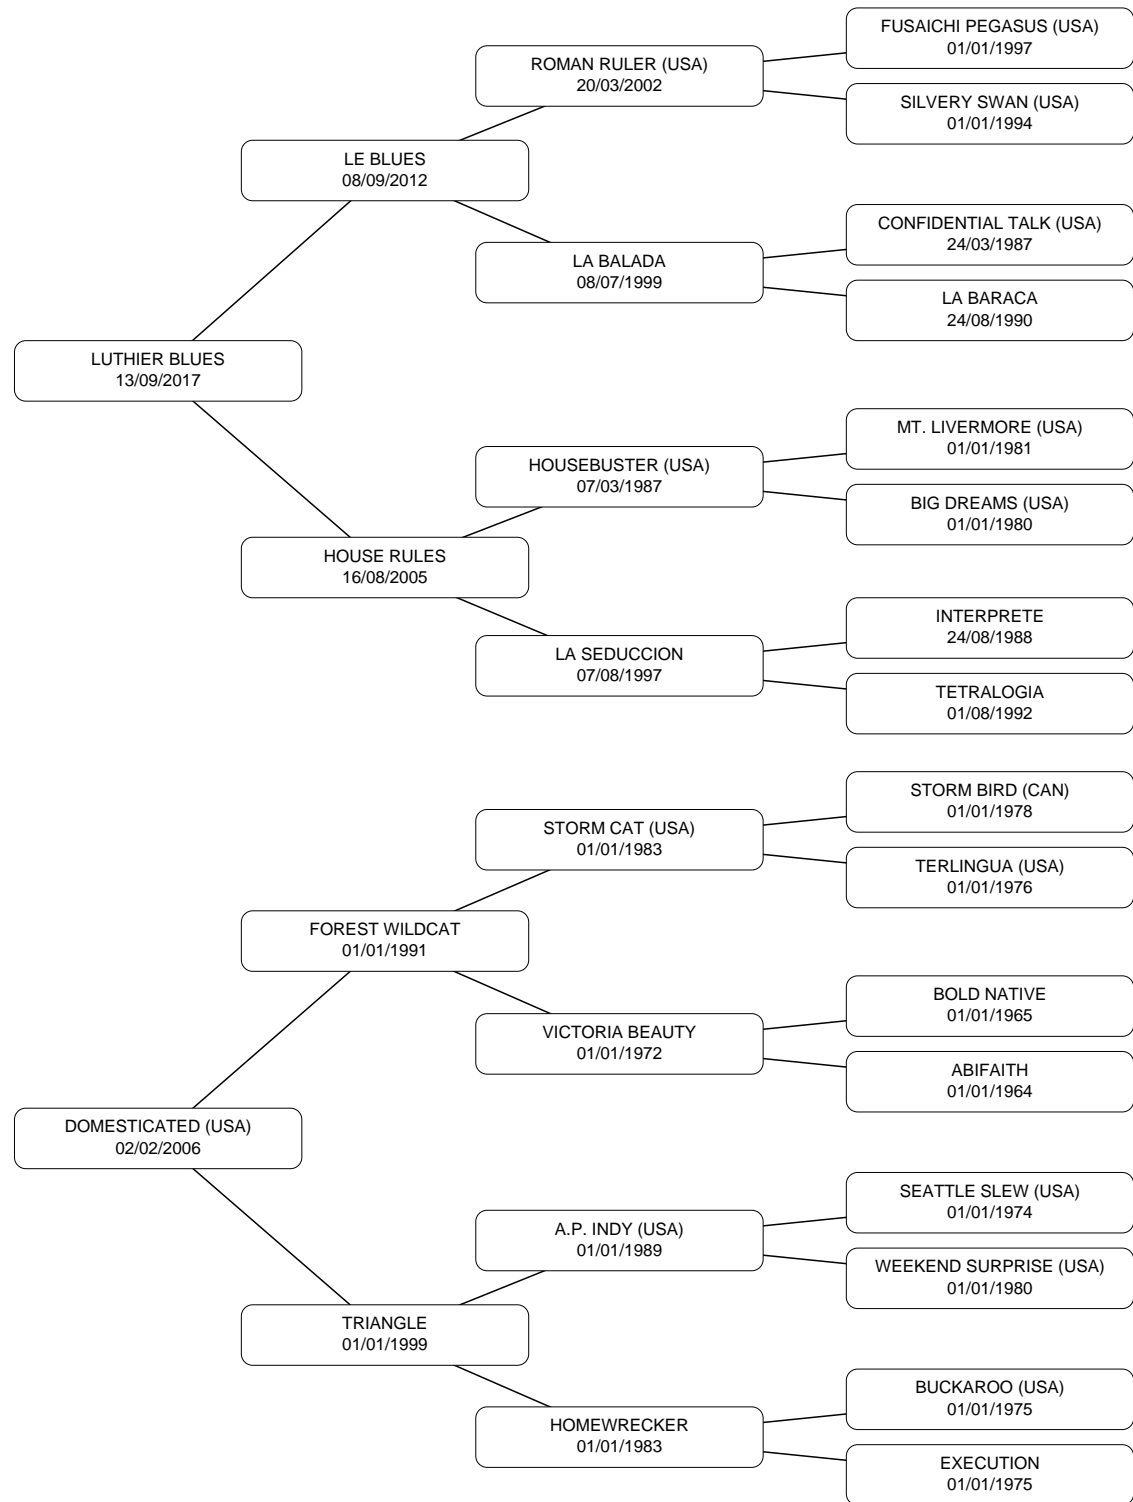 FUSAICHI PEGASUS (USA)
01/01/1997
ROMAN RULER (USA)
20/03/2002
SILVERY SWAN (USA)
01/01/1994
LE BLUES
08/09/2012
CONFIDENTIAL TALK (USA)
24/03/1987
LA BALADA
08/07/1999
LA BARACA
24/08/1990
LUTHIER BLUES
13/09/2017
MT. LIVERMORE (USA)
01/01/1981
HOUSEBUSTER (USA)
07/03/1987
BIG DREAMS (USA)
01/01/1980
HOUSE RULES
16/08/2005
INTERPRETE
24/08/1988
LA SEDUCCION
07/08/1997
TETRALOGIA
01/08/1992
STORM BIRD (CAN)
01/01/1978
STORM CAT (USA)
01/01/1983
TERLINGUA (USA)
01/01/1976
FOREST WILDCAT
01/01/1991
BOLD NATIVE
01/01/1965
VICTORIA BEAUTY
01/01/1972
ABIFAITH
01/01/1964
DOMESTICATED (USA)
02/02/2006
SEATTLE SLEW (USA)
01/01/1974
A.P. INDY (USA)
01/01/1989
WEEKEND SURPRISE (USA)
01/01/1980
TRIANGLE
01/01/1999
BUCKAROO (USA)
01/01/1975
HOMEWRECKER
01/01/1983
EXECUTION
01/01/1975